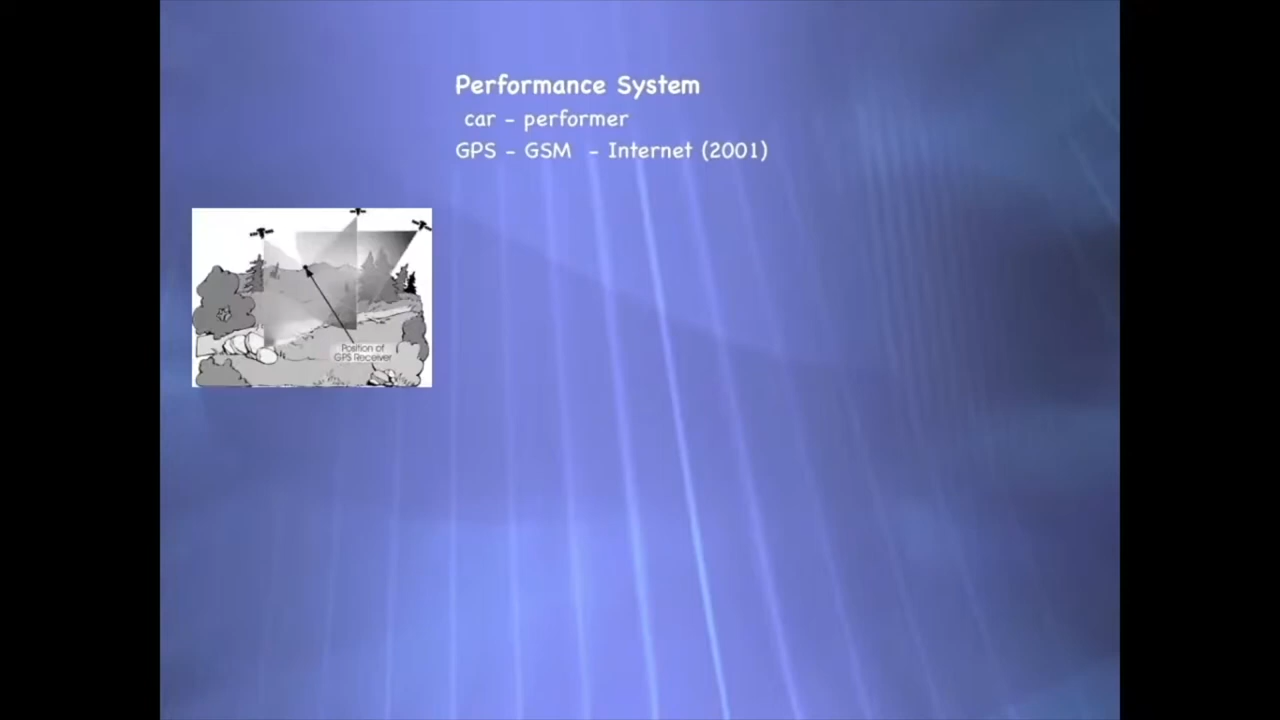 Performance System
car - performer
GPS - GSM - Internet (2001)
Position of
GPS Receiver